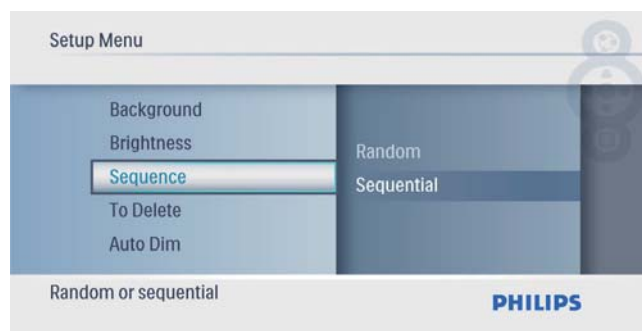 Setup Menu
Background
Brightness
Sequence
To Delete
Auto Dim
Random
Sequential
Random or sequential
PHILIPS